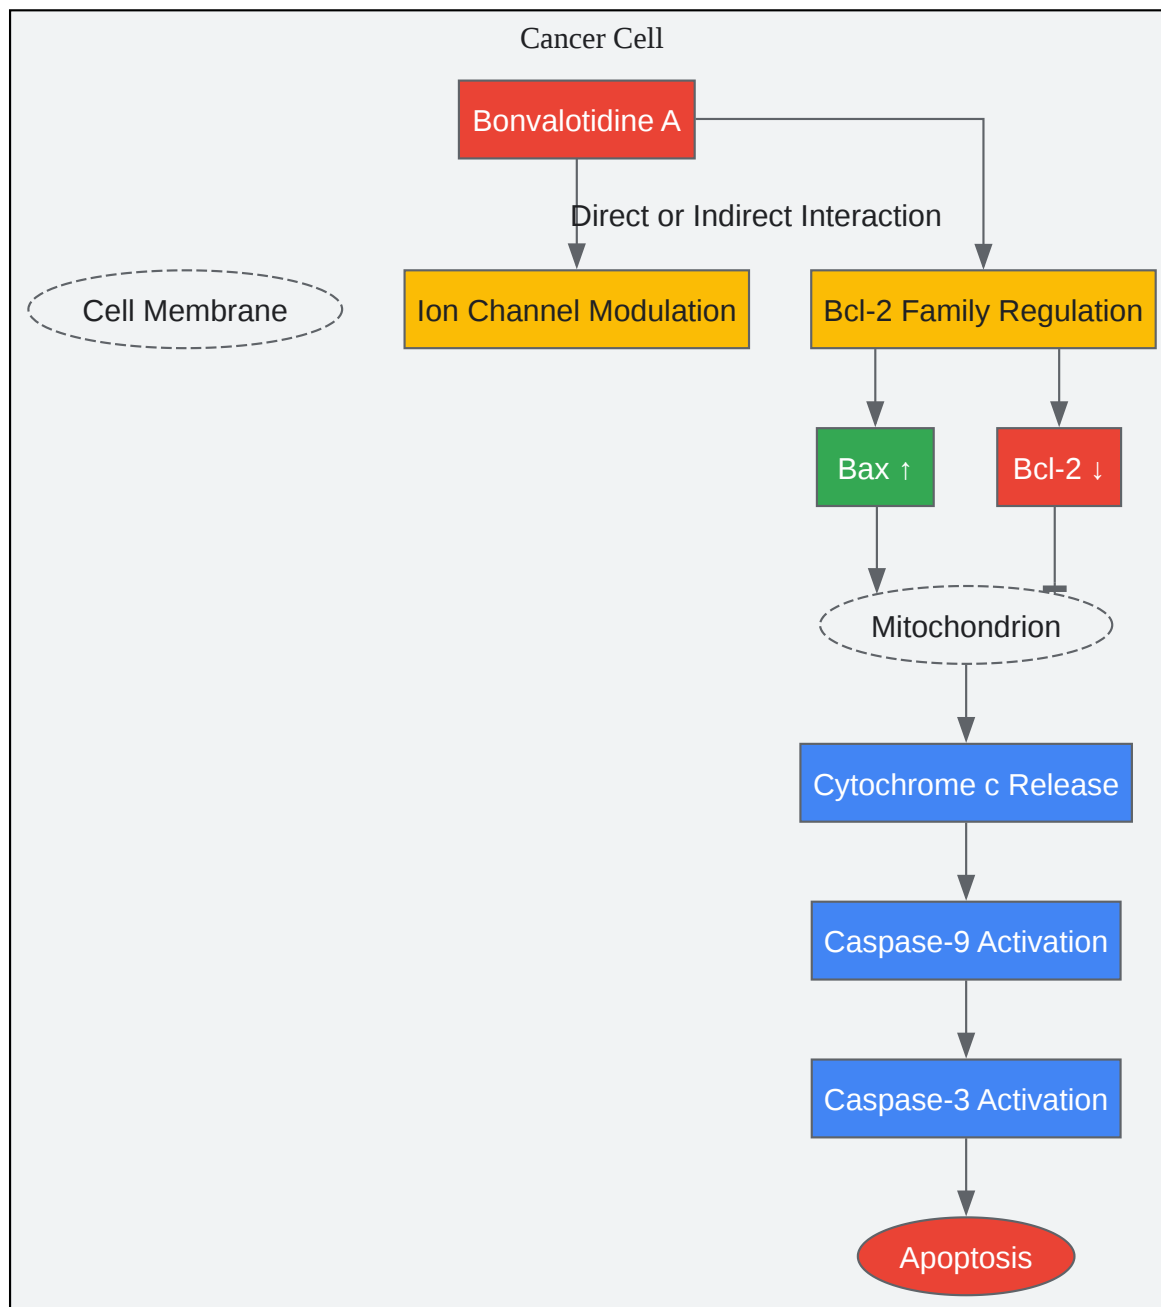 Cancer Cell
Bonvalotidine A
Direct or Indirect Interaction
Cell Membrane
Ion Channel Modulation
Bcl-2 Family Regulation
Bax ↑
Bcl-2 ↓
Mitochondrion
Cytochrome c Release
Caspase-9 Activation
Caspase-3 Activation
Apoptosis